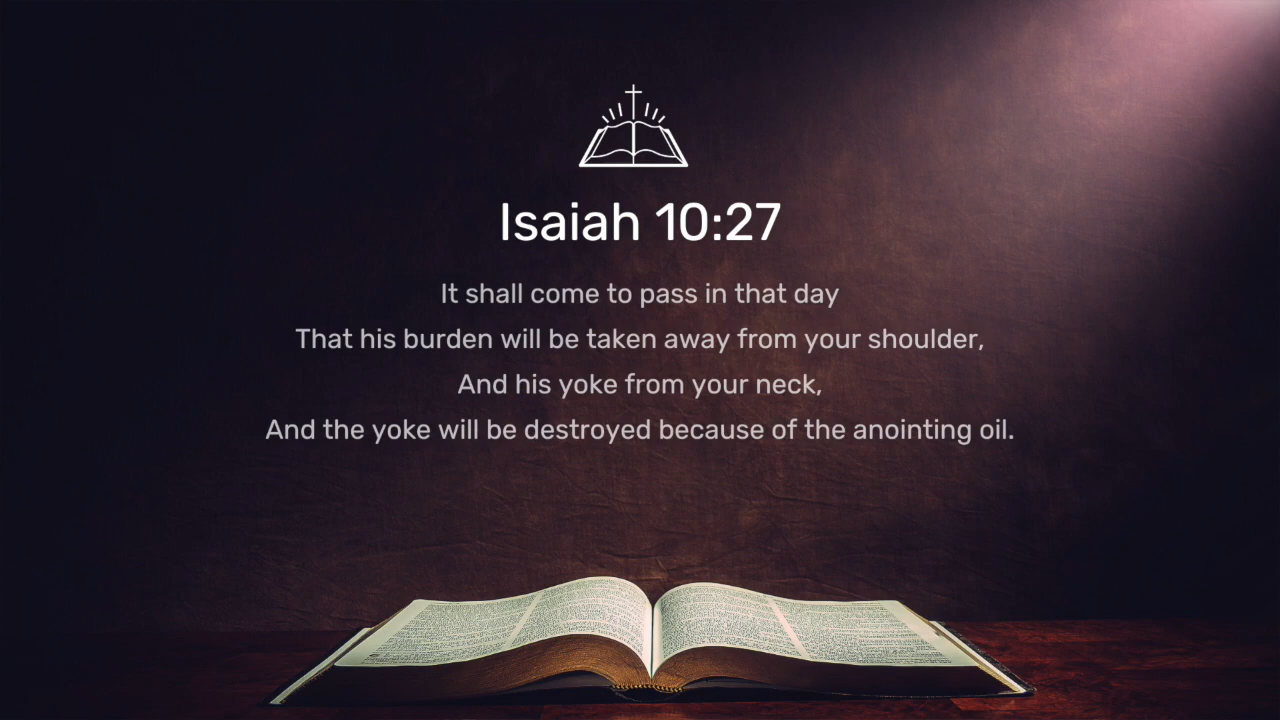 Isaiah 10:27
It shall come to pass in that day
That his burden will be taken away from your shoulder,
And his yoke from your neck,
And the yoke will be destroyed because of the anointing oil.